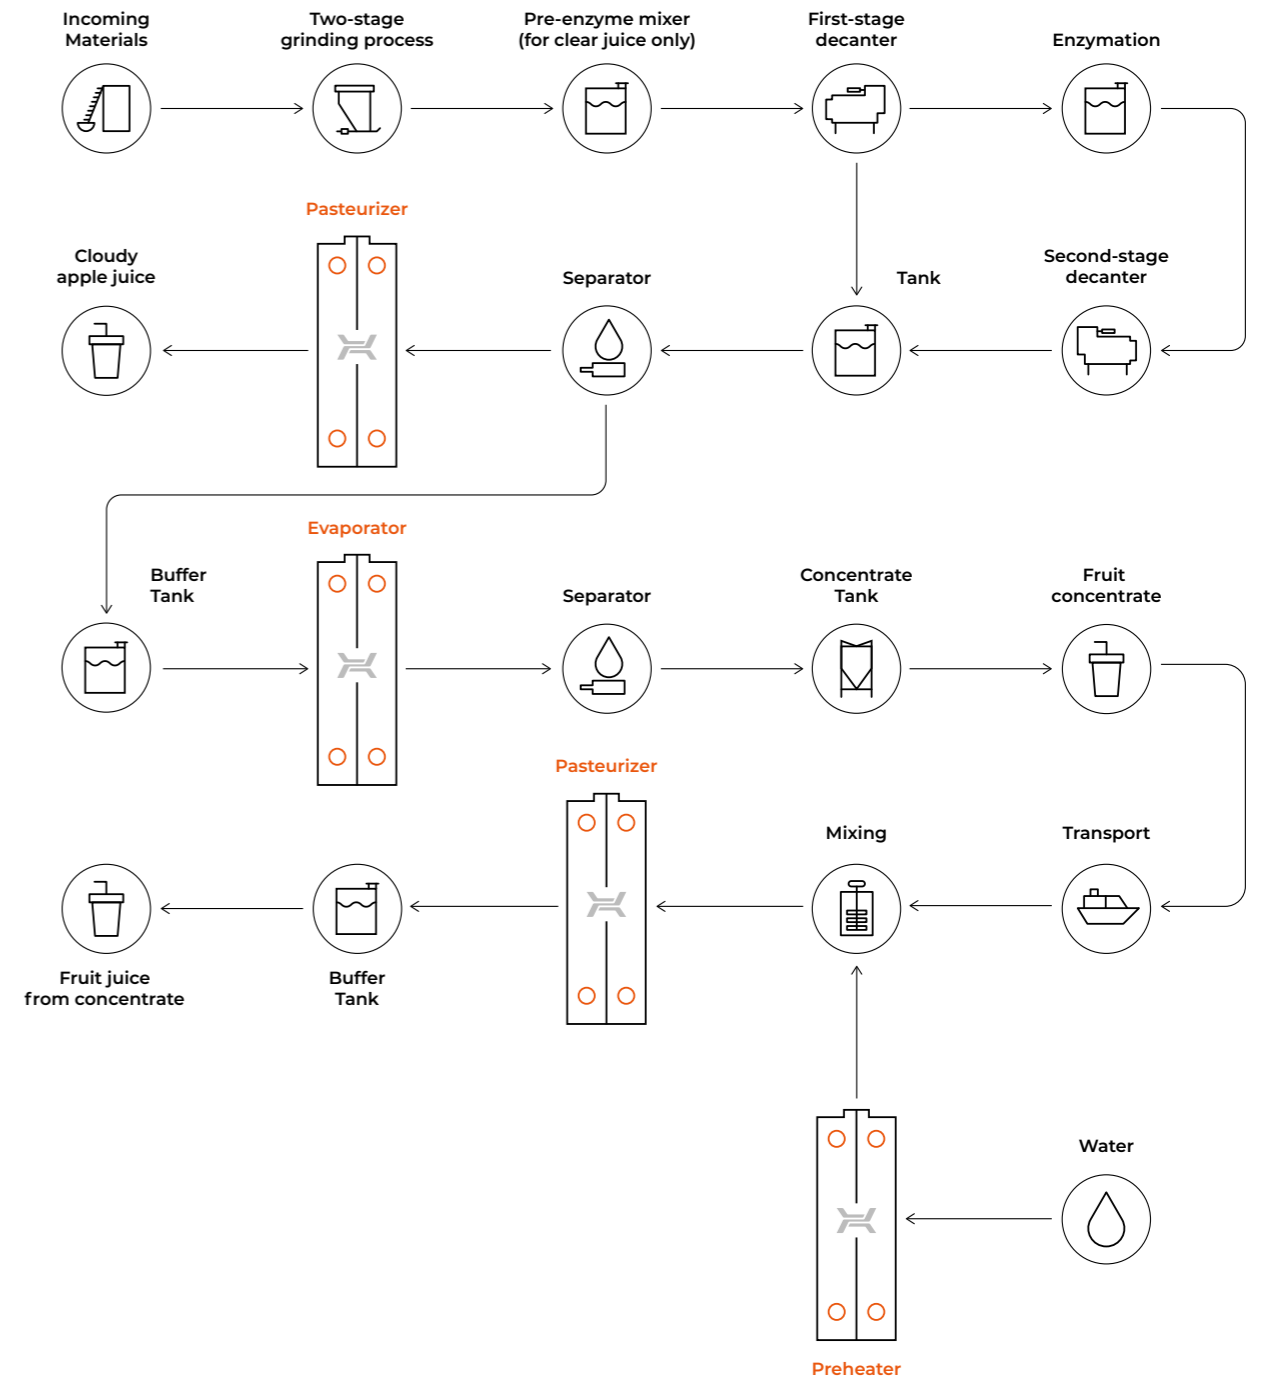 Incoming
Materials
Two-stage
grinding process
Pre-enzyme mixer
(for clear juice only)
First-stage
decanter
Enzymation
Pasteurizer
Cloudy
apple juice
Separator
Tank
Second-stage
decanter
Evaporator
Buffer
Tank
Separator
Concentrate
Tank
Fruit
concentrate
Pasteurizer
Mixing
Transport
Fruit juice
from concentrate
Buffer
Tank
Water
Preheater